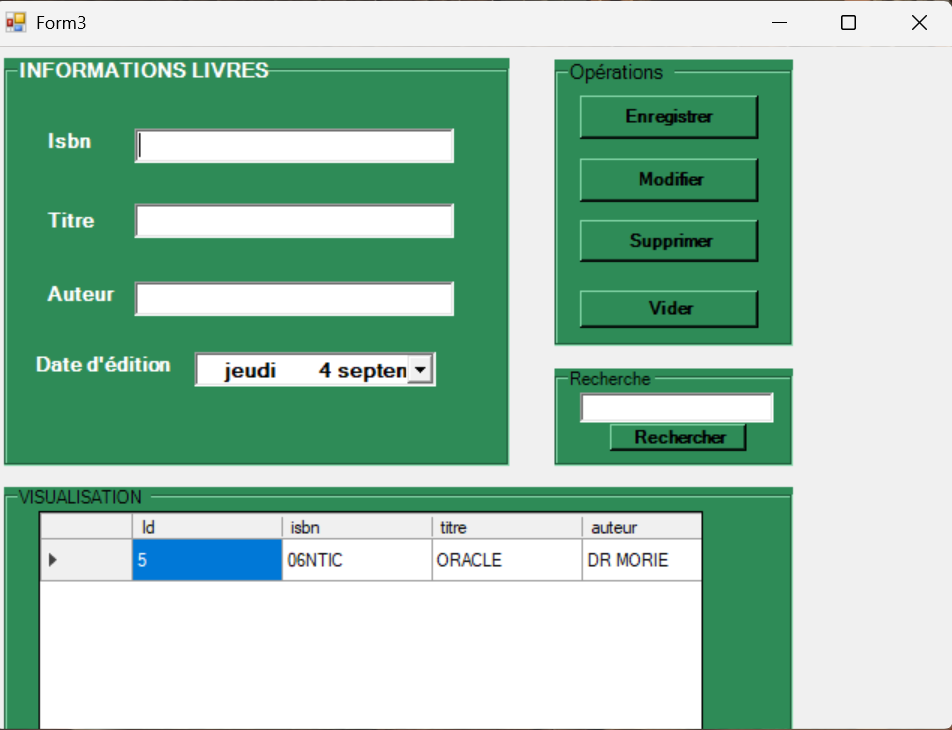 Form3
INFORMATIONS LIVRES
Isbn
Titre
Auteur
Date d'édition
jeudi 4 septen
Opérations
Enregistrer
Modifier
Supprimer
Vider
Recherche
Rechercher
VISUALISATION
Id isbn titre auteur
5 06NTIC ORACLE DR MORIE